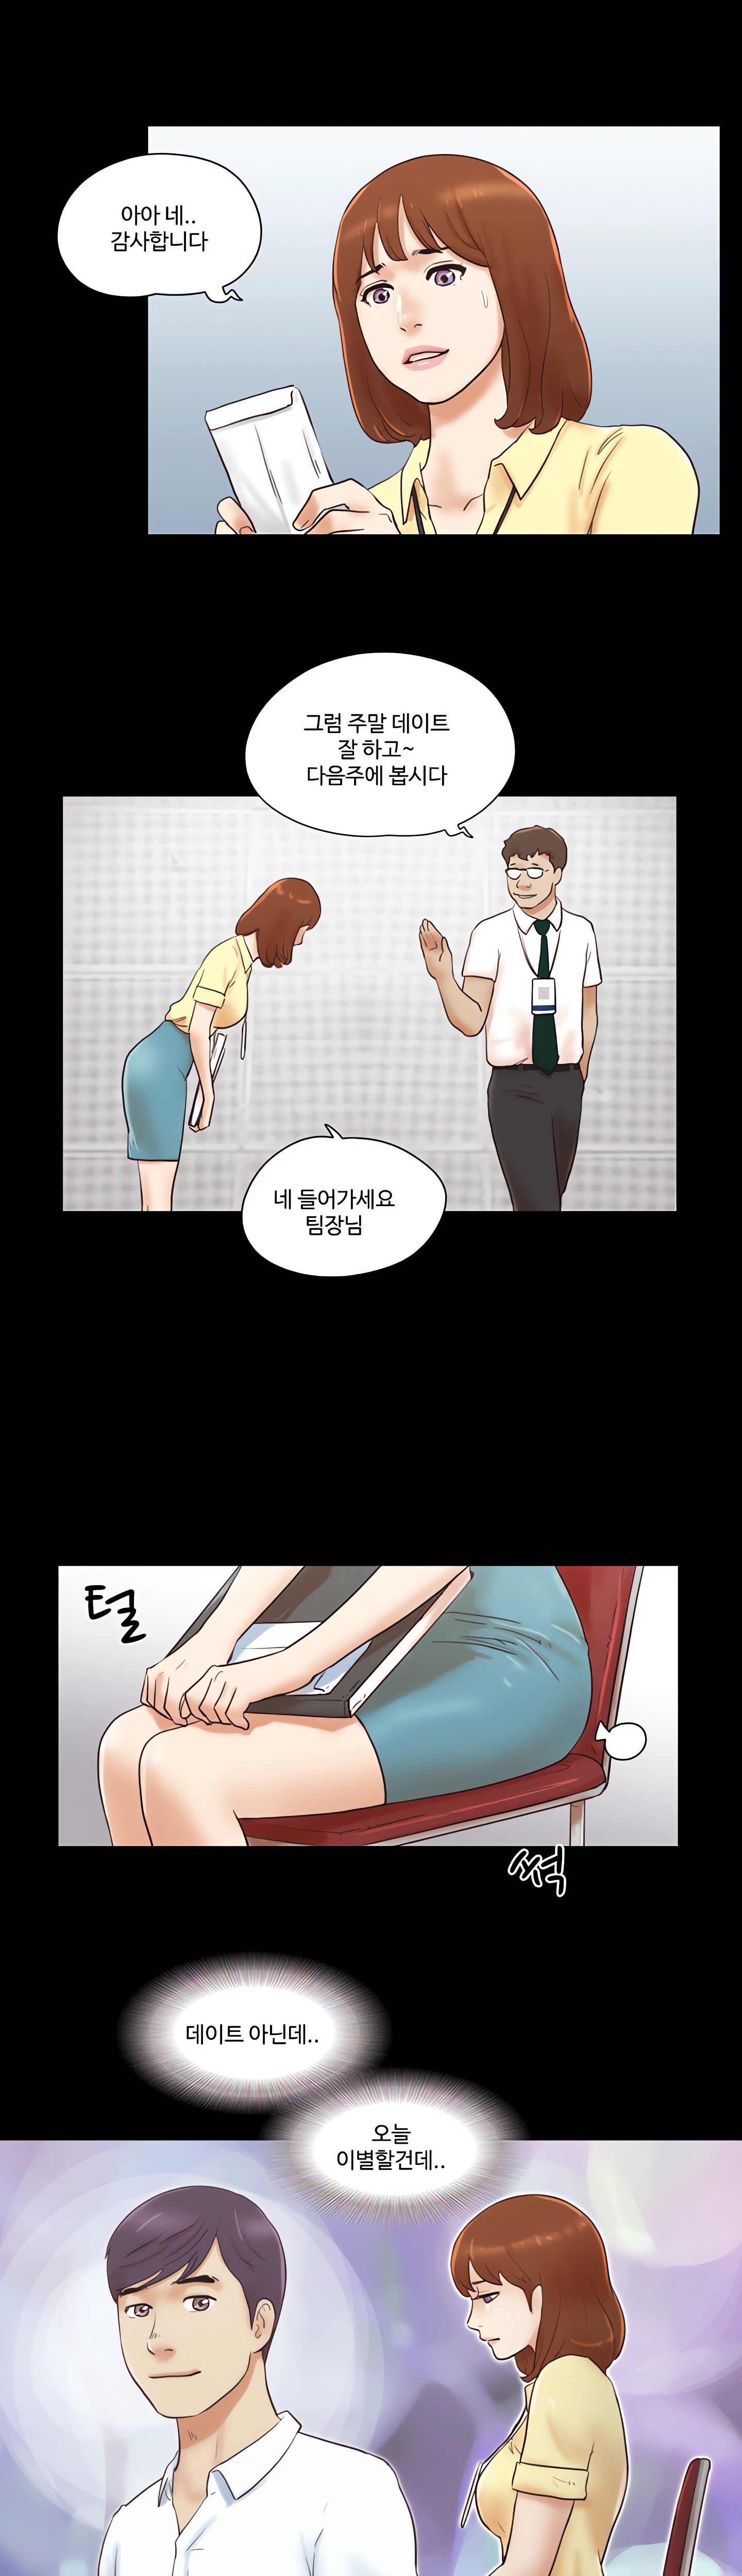 아아 네..
감사합니다
그럼 주말 데이트
잘 하고~
다음주에 봅시다
네 들어가세요
팀장님
털
썩
데이트 아닌데..
오늘
이별할건데..